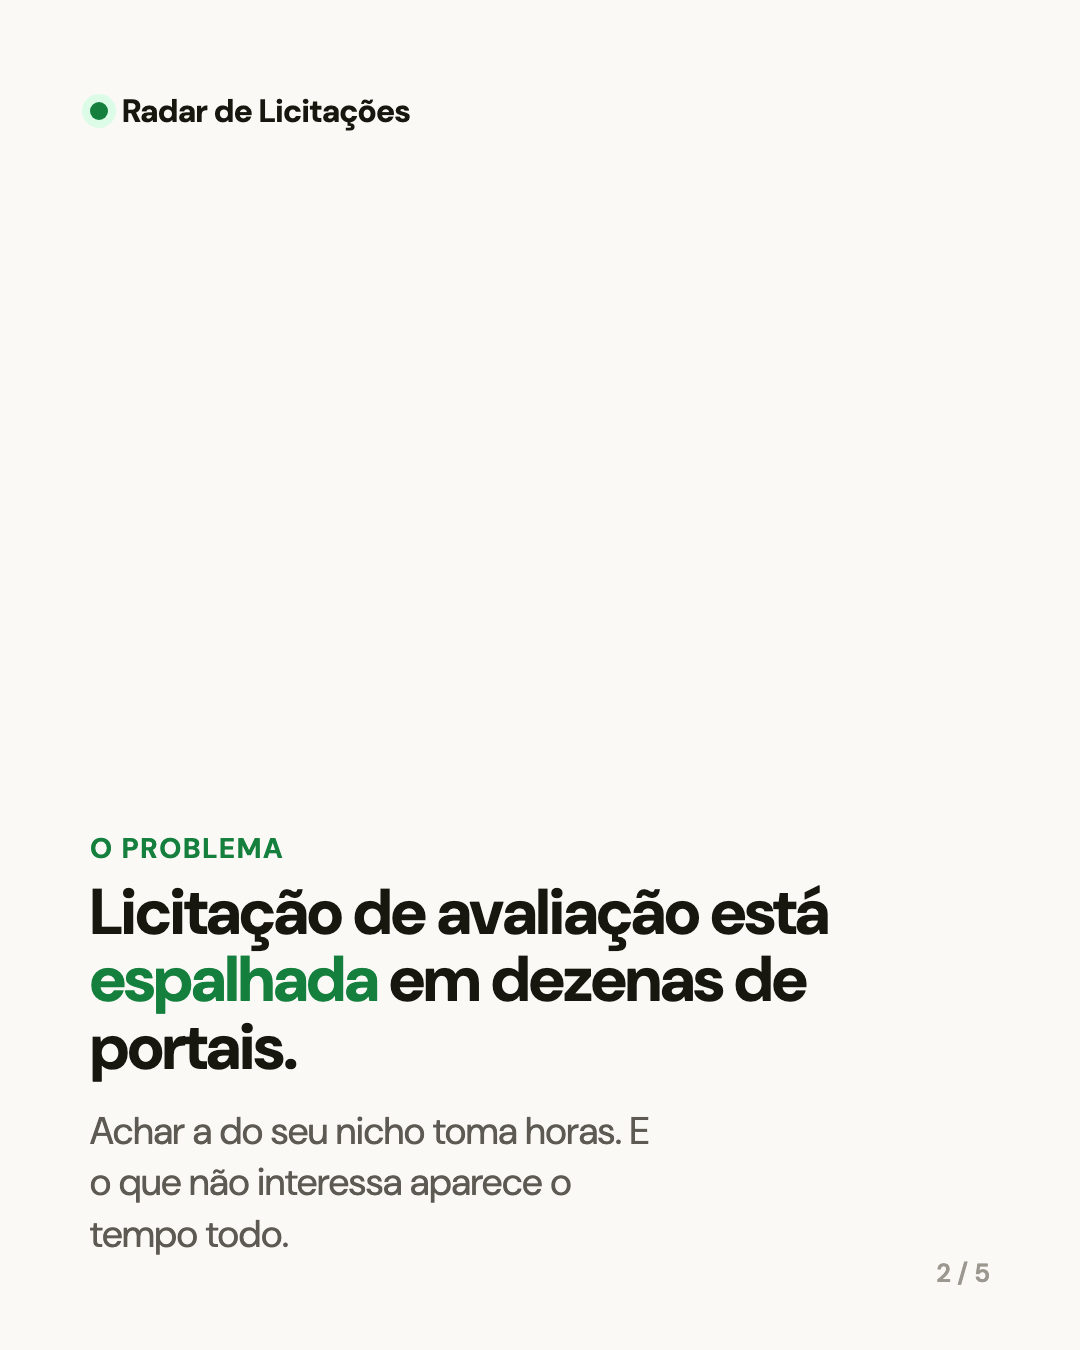 Radar de Licitações
O PROBLEMA
Licitação de avaliação está
espalhada em dezenas de
portais.
Achar a do seu nicho toma horas. E
o que não interessa aparece o
tempo todo.
2 / 5